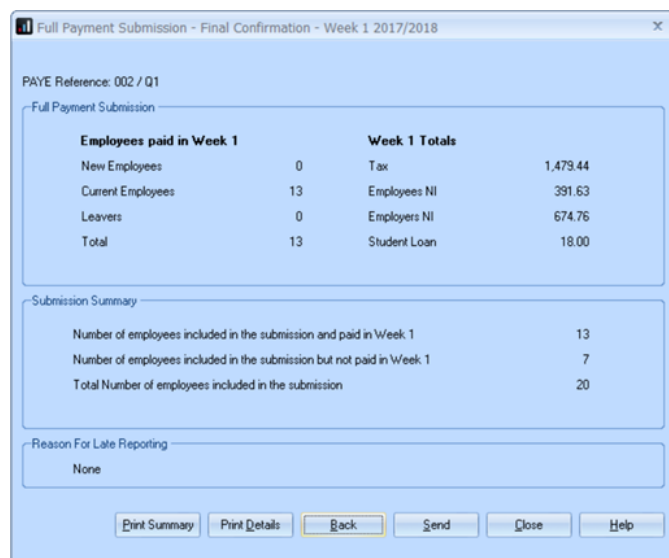 Full Payment Submission - Final Confirmation - Week 1 2017/2018
PAYE Reference: 002 / Q1
Full Payment Submission
Employees paid in Week 1 Week 1 Totals
New Employees 0 Tax 1,479.44
Current Employees 13 Employees NI 391.63
Leavers 0 Employers NI 674.76
Total 13 Student Loan 18.00
Submission Summary
Number of employees included in the submission and paid in Week 1 13
Number of employees included in the submission but not paid in Week 1 7
Total Number of employees included in the submission 20
Reason For Late Reporting
None
Print Summary Print Details Back Send Close Help